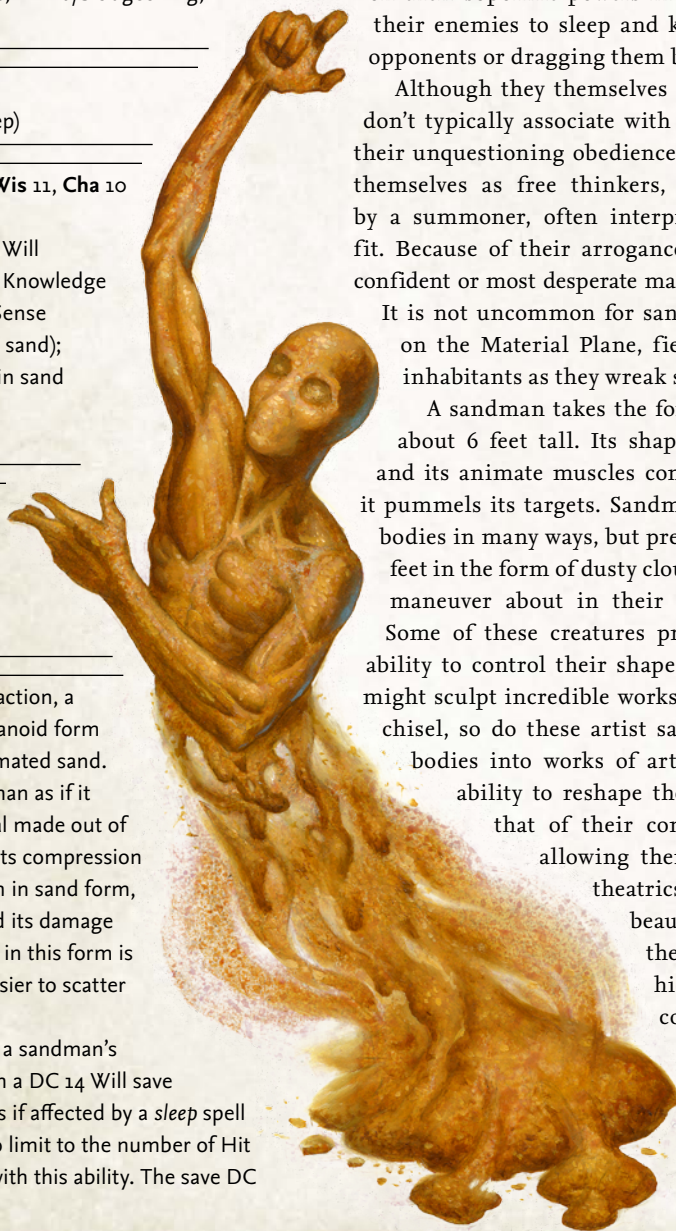 ep)
Wis 11, Cha 10
Will
Knowledge
Sense
sand);
in sand
action, a
anoid form
mated sand.
man as if it
al made out of
its compression
n in sand form,
d its damage
in this form is
sier to scatter
a sandman's
n a DC 14 Will save
s if affected by a sleep spell
o limit to the number of Hit
with this ability. The save DC
their enemies to sleep and k
opponents or dragging them b
Although they themselves
don't typically associate with
their unquestioning obedience
themselves as free thinkers,
by a summoner, often interp
fit. Because of their arroganc
confident or most desperate ma
It is not uncommon for san
on the Material Plane, fie
inhabitants as they wreak s
A sandman takes the fo
about 6 feet tall. Its shap
and its animate muscles con
it pummels its targets. Sandm
bodies in many ways, but pre
feet in the form of dusty clou
maneuver about in their
Some of these creatures pr
ability to control their shape
might sculpt incredible works
chisel, so do these artist sa
bodies into works of art
ability to reshape the
that of their con
allowing the
theatrics
beau
the
hi
co